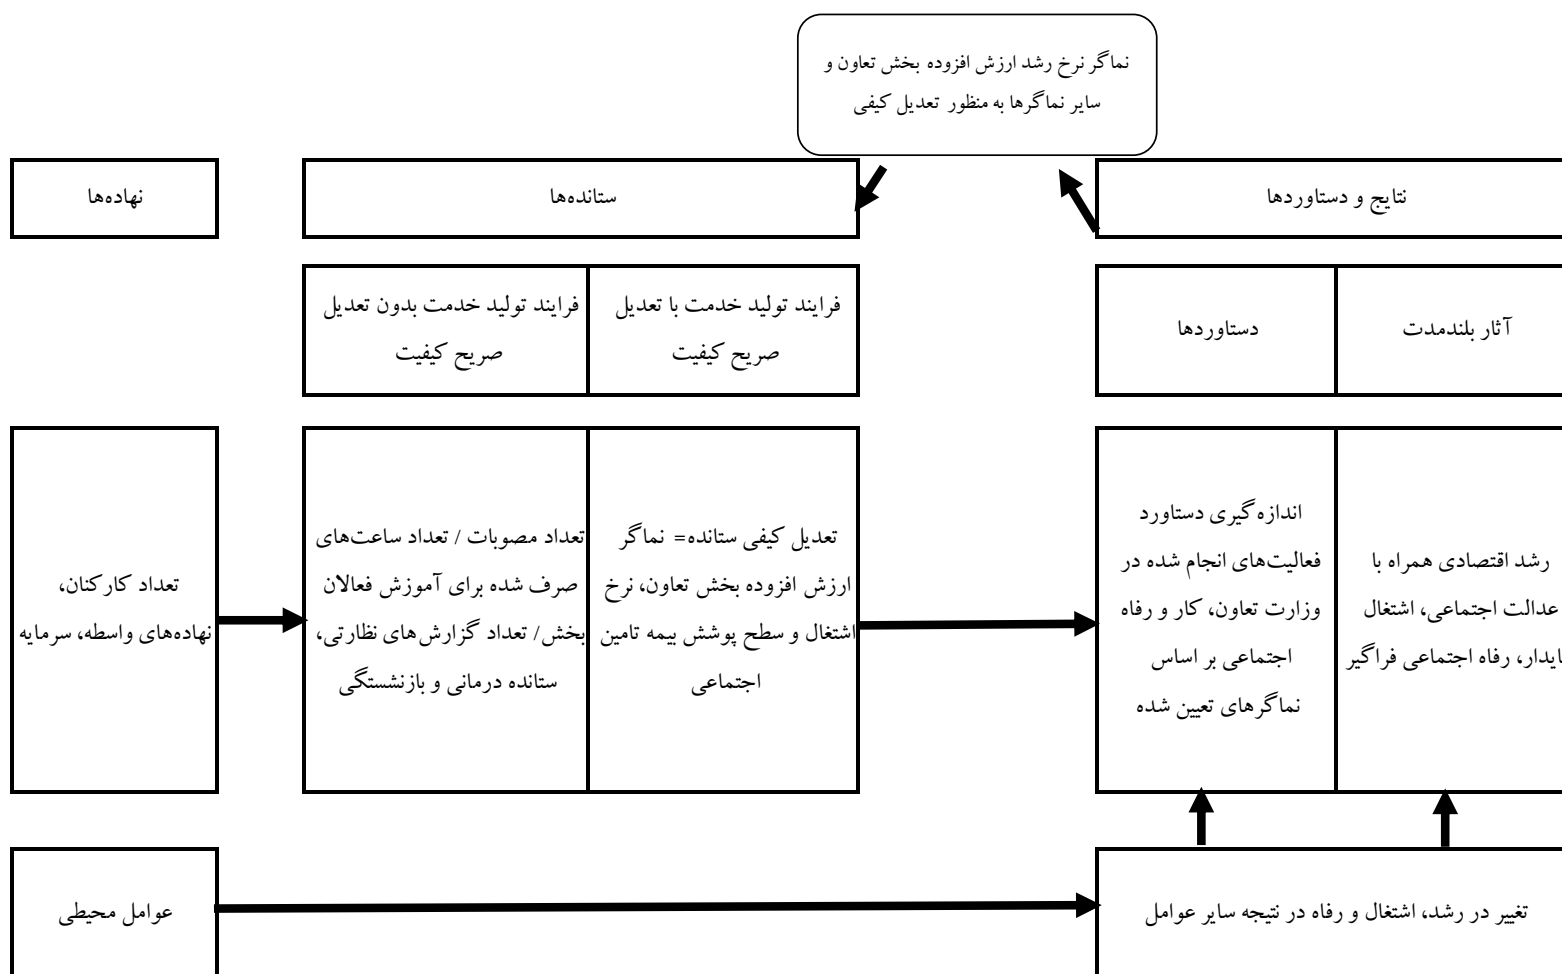 نماگر نرخ رشد ارزش افزوده بخش تعاون و
سایر نماگرها به منظور تعدیل کیفی
نهاده‌ها
ستانده‌ها
نتایج و دستاوردها
فرایند تولید خدمت بدون تعدیل
صریح کیفیت
فرایند تولید خدمت با تعدیل
صریح کیفیت
دستاوردها
آثار بلندمدت
تعداد کارکنان،
نهاده‌های واسطه، سرمایه
تعداد مصوبات / تعداد ساعت‌های
صرف شده برای آموزش فعالان
بخش/ تعداد گزارش‌های نظارتی،
ستانده درمانی و بازنشستگی
تعدیل کیفی ستانده= نماگر
ارزش افزوده بخش تعاون، نرخ
اشتغال و سطح پوشش بیمه تامین
اجتماعی
اندازه‌گیری دستاورد
فعالیت‌های انجام شده در
وزارت تعاون، کار و رفاه
اجتماعی بر اساس
نماگرهای تعیین شده
رشد اقتصادی همراه با
عدالت اجتماعی، اشتغال
پایدار، رفاه اجتماعی فراگیر
عوامل محیطی
تغییر در رشد، اشتغال و رفاه در نتیجه سایر عوامل